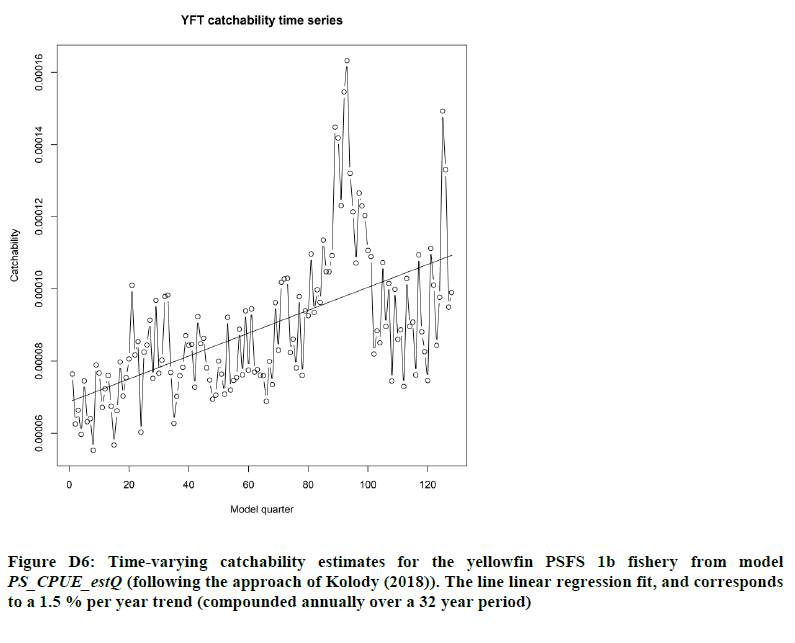 YFT catchability time series
0.00016
0.00014
0.00012
0.00010
0.00008
0.00006
Catchability
0 20 40 60 80 100 120
Model quarter
Figure D6: Time-varying catchability estimates for the yellowfin PSFS 1b fishery from model
PS_CPUE_estQ (following the approach of Kolody (2018)). The line linear regression fit, and corresponds
to a 1.5 % per year trend (compounded annually over a 32 year period)